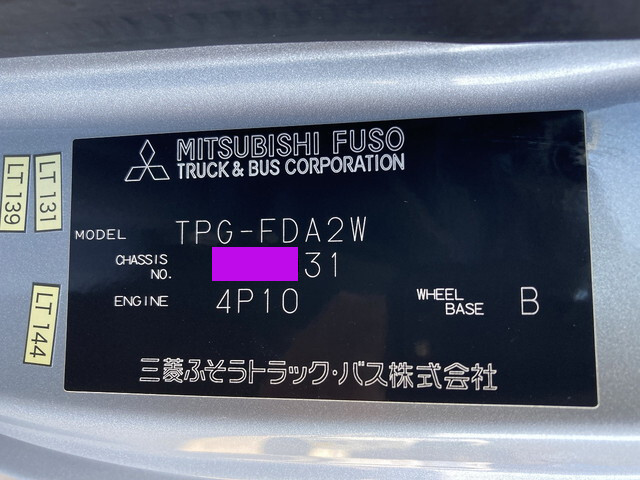 MITSUBISHI FUSO
TRUCK & BUS CORPORATION
MODEL TPG-FDA2W
CHASSIS NO. 31
ENGINE 4P10 WHEEL BASE B
三菱ふそうトラック・バス株式会社
LT 139
LT 131
LT 144